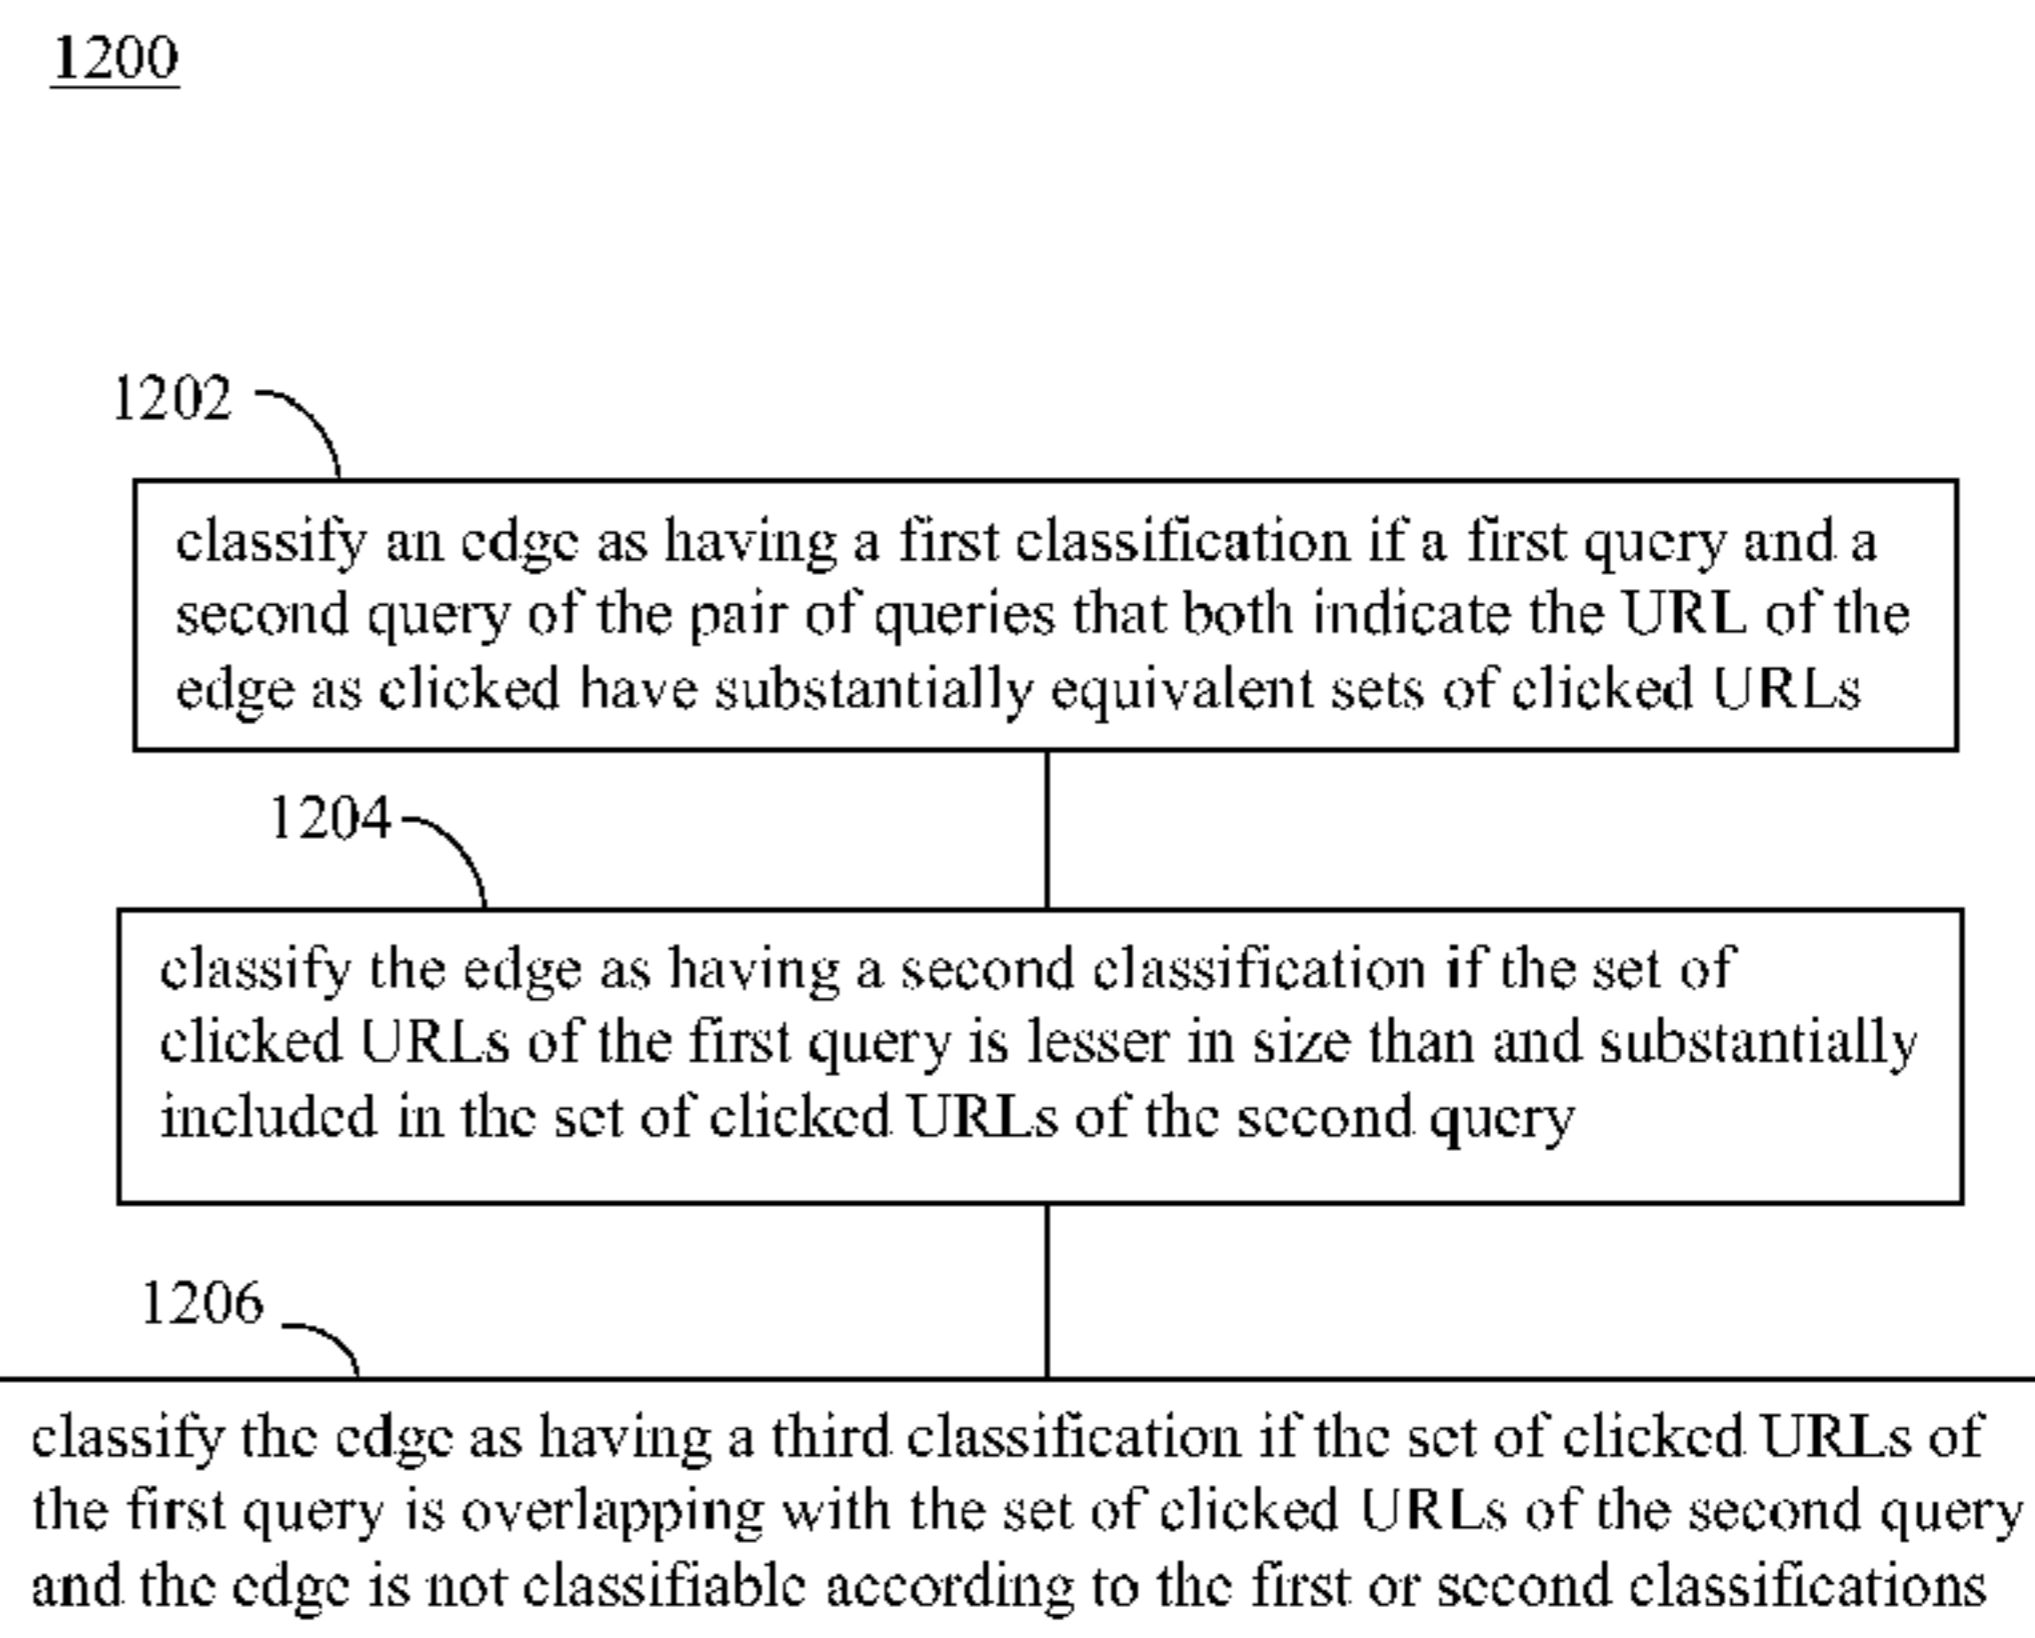 1200
1202
classify an edge as having a first classification if a first query and a
second query of the pair of queries that both indicate the URL of the
edge as clicked have substantially equivalent sets of clicked URLs
1204
classify the edge as having a second classification if the set of
clicked URLs of the first query is lesser in size than and substantially
included in the set of clicked URLs of the second query
1206
classify the edge as having a third classification if the set of clicked URLs of
the first query is overlapping with the set of clicked URLs of the second query
and the edge is not classifiable according to the first or second classifications